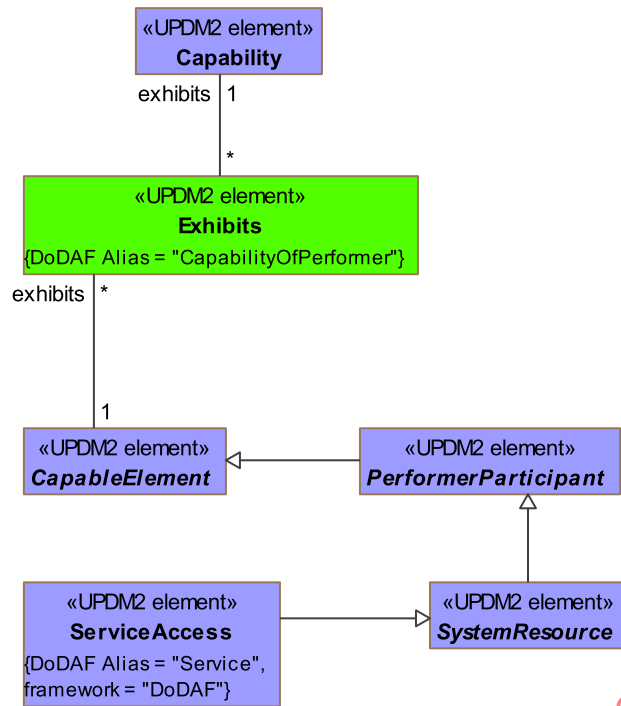 «UPDM2 element»
Capability
exhibits 1
*
«UPDM2 element»
Exhibits
{DoDAF Alias = "CapabilityOfPerformer"}
exhibits *
1
«UPDM2 element»
CapableElement
«UPDM2 element»
PerformerParticipant
«UPDM2 element»
ServiceAccess
{DoDAF Alias = "Service",
framework = "DoDAF"}
«UPDM2 element»
SystemResource